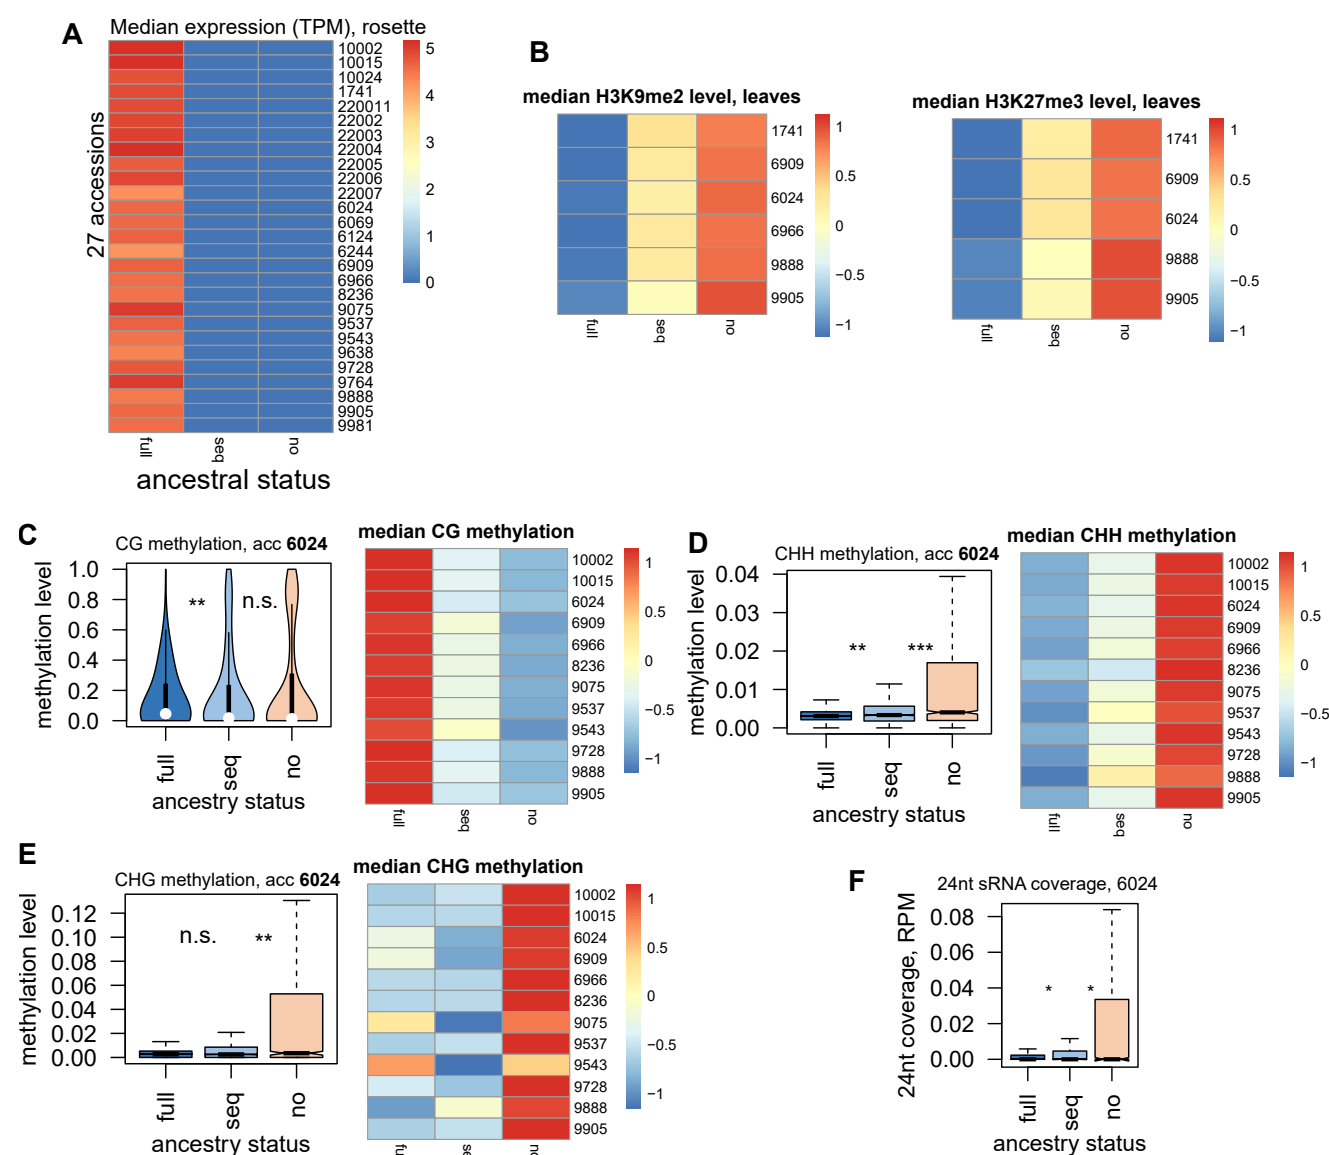 A
Median expression (TPM), rosette
27 accessions
10002
10015
10024
1741
220011
22002
22003
22004
22005
22006
22007
6024
6069
6124
6244
6909
6966
8236
9075
9537
9543
9638
9728
9764
9888
9905
9981
5
4
3
2
1
0
full
seq
no
ancestral status
B
median H3K9me2 level, leaves
1741
6909
6024
6966
9888
9905
1
0.5
0
−0.5
−1
full
seq
no
median H3K27me3 level, leaves
1741
6909
6024
9888
9905
1
0.5
0
−0.5
−1
full
seq
no
C
CG methylation, acc 6024
methylation level
1.0
0.8
0.6
0.4
0.2
0.0
**
n.s.
full
seq
no
ancestry status
median CG methylation
10002
10015
6024
6909
6966
8236
9075
9537
9543
9728
9888
9905
1
0.5
0
−0.5
−1
full
seq
no
D
CHH methylation, acc 6024
methylation level
0.04
0.03
0.02
0.01
0.00
**
***
full
seq
no
ancestry status
median CHH methylation
10002
10015
6024
6909
6966
8236
9075
9537
9543
9728
9888
9905
1
0.5
0
−0.5
−1
full
seq
no
E
CHG methylation, acc 6024
methylation level
0.12
0.10
0.08
0.06
0.04
0.02
0.00
n.s.
**
full
seq
no
ancestry status
median CHG methylation
10002
10015
6024
6909
6966
8236
9075
9537
9543
9728
9888
9905
1
0.5
0
−0.5
−1
F
24nt sRNA coverage, 6024
24nt coverage, RPM
0.08
0.06
0.04
0.02
0.00
*
*
full
seq
no
ancestry status